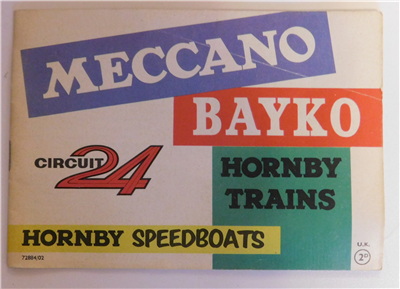 MECCANO
BAYKO
CIRCUIT 24
HORNBY
TRAINS
HORNBY SPEEDBOATS
72804/02
U.K.
2D